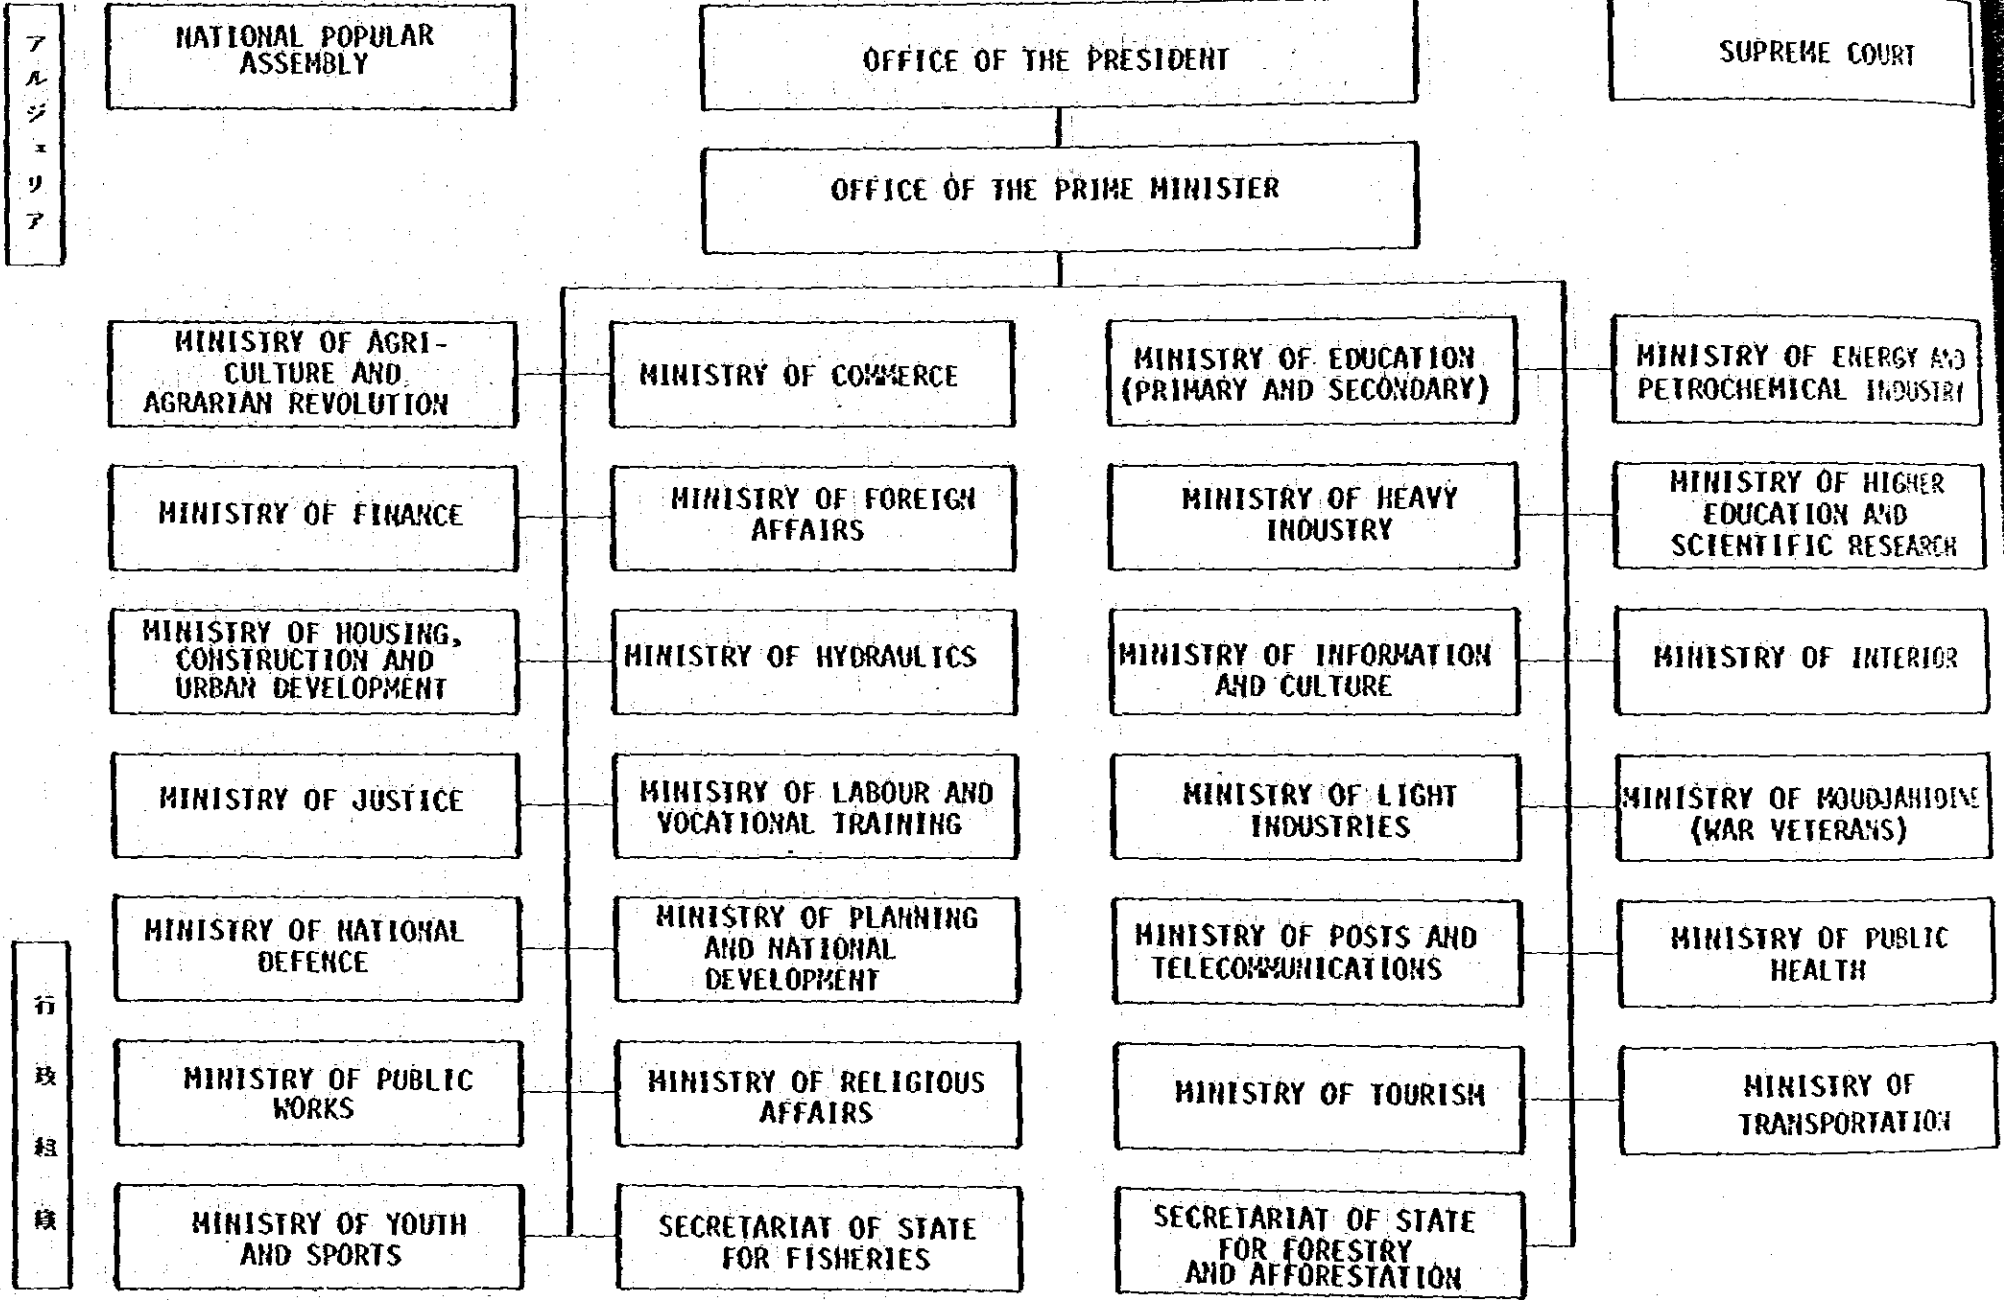 アルジェリア
NATIONAL POPULAR
ASSEMBLY
OFFICE OF THE PRESIDENT
SUPREME COURT
OFFICE OF THE PRIME MINISTER
MINISTRY OF AGRI-
CULTURE AND
AGRARIAN REVOLUTION
MINISTRY OF COMMERCE
MINISTRY OF EDUCATION
(PRIMARY AND SECONDARY)
MINISTRY OF ENERGY AND
PETROCHEMICAL INDUSTRY
MINISTRY OF FINANCE
MINISTRY OF FOREIGN
AFFAIRS
MINISTRY OF HEAVY
INDUSTRY
MINISTRY OF HIGHER
EDUCATION AND
SCIENTIFIC RESEARCH
MINISTRY OF HOUSING,
CONSTRUCTION AND
URBAN DEVELOPMENT
MINISTRY OF HYDRAULICS
MINISTRY OF INFORMATION
AND CULTURE
MINISTRY OF INTERIOR
MINISTRY OF JUSTICE
MINISTRY OF LABOUR AND
VOCATIONAL TRAINING
MINISTRY OF LIGHT
INDUSTRIES
MINISTRY OF MOUDJAHIDINE
(WAR VETERANS)
MINISTRY OF NATIONAL
DEFENCE
MINISTRY OF PLANNING
AND NATIONAL
DEVELOPMENT
MINISTRY OF POSTS AND
TELECOMMUNICATIONS
MINISTRY OF PUBLIC
HEALTH
MINISTRY OF PUBLIC
WORKS
MINISTRY OF RELIGIOUS
AFFAIRS
MINISTRY OF TOURISM
MINISTRY OF
TRANSPORTATION
MINISTRY OF YOUTH
AND SPORTS
SECRETARIAT OF STATE
FOR FISHERIES
SECRETARIAT OF STATE
FOR FORESTRY
AND AFFORESTATION
行政組織